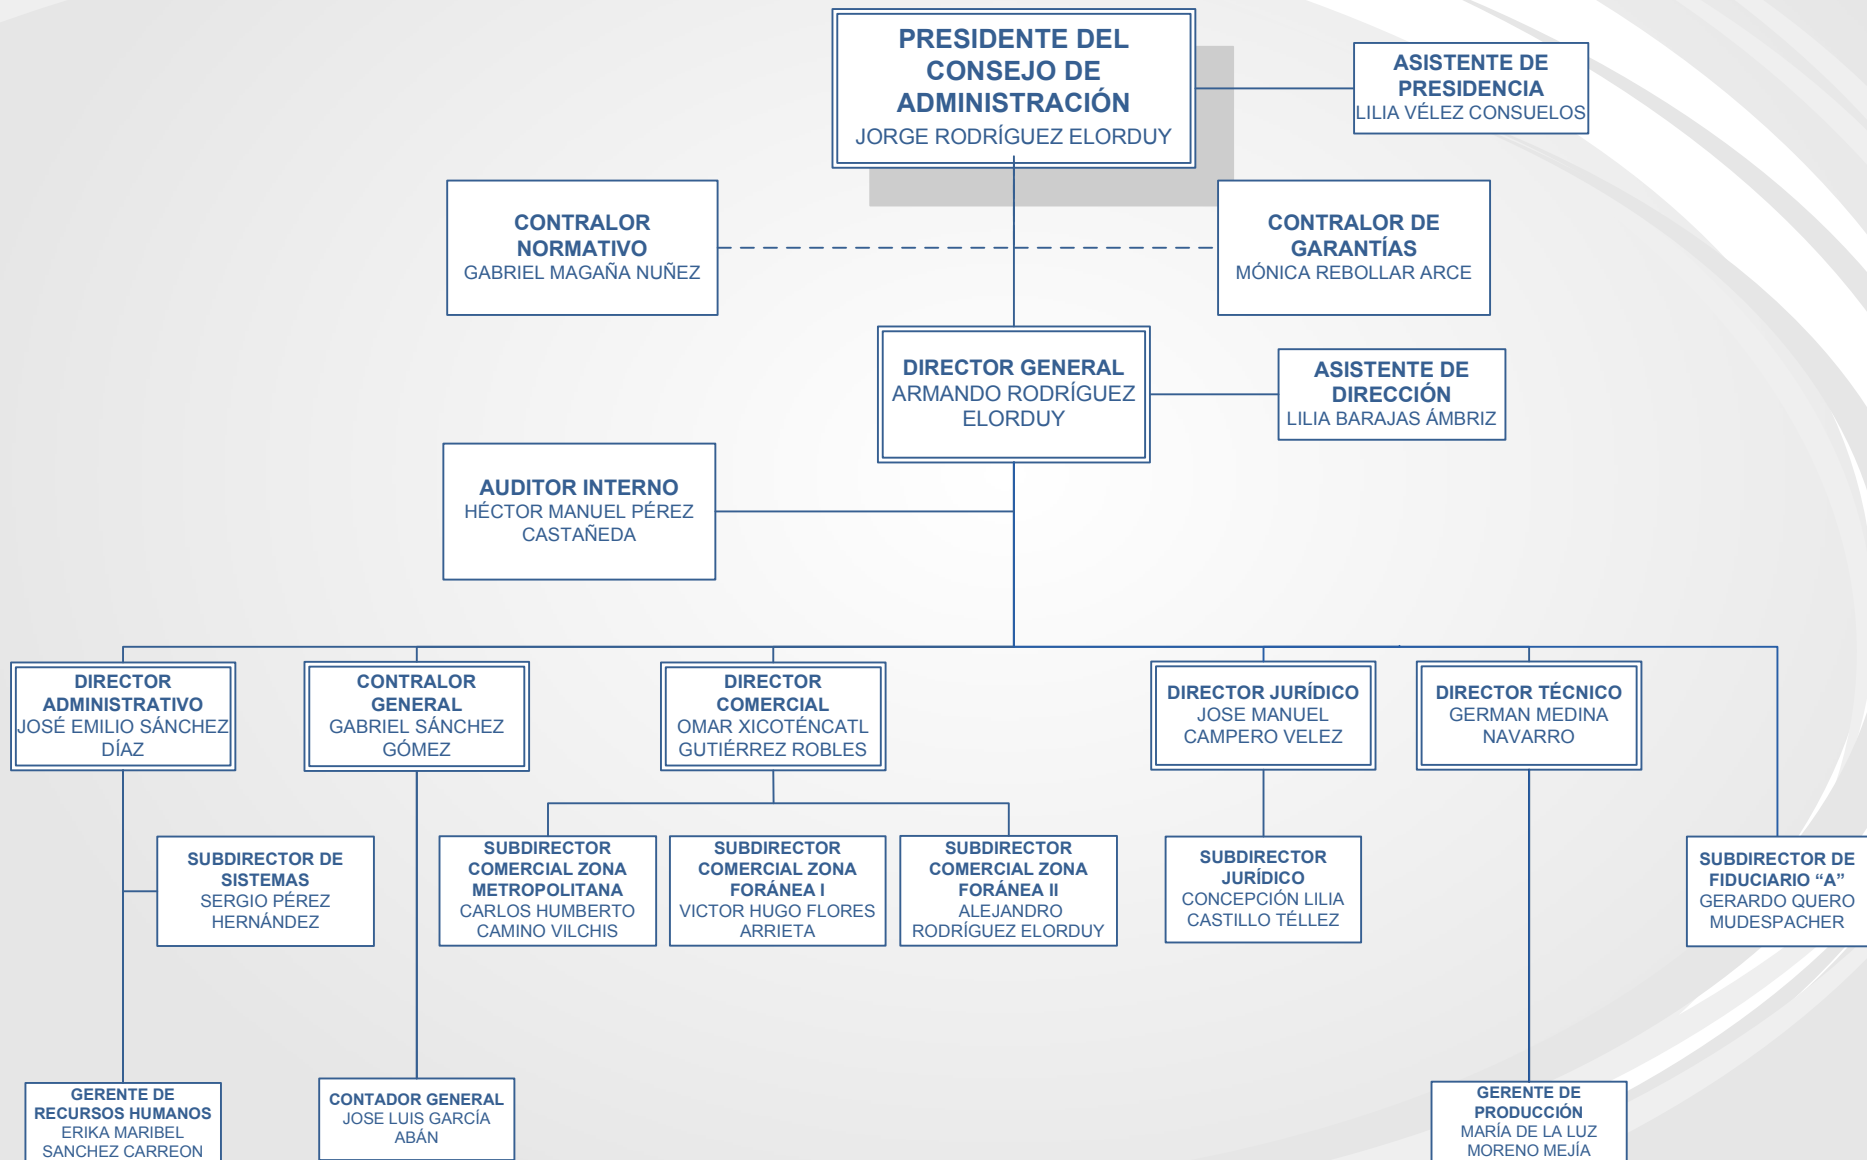 PRESIDENTE DEL
CONSEJO DE
ADMINISTRACIÓN
JORGE RODRÍGUEZ ELORDUY
ASISTENTE DE
PRESIDENCIA
LILIA VÉLEZ CONSUELOS
CONTRALOR
NORMATIVO
GABRIEL MAGAÑA NUÑEZ
CONTRALOR DE
GARANTÍAS
MÓNICA REBOLLAR ARCE
DIRECTOR GENERAL
ARMANDO RODRÍGUEZ
ELORDUY
ASISTENTE DE
DIRECCIÓN
LILIA BARAJAS ÁMBRIZ
AUDITOR INTERNO
HÉCTOR MANUEL PÉREZ
CASTAÑEDA
DIRECTOR
ADMINISTRATIVO
JOSÉ EMILIO SÁNCHEZ
DÍAZ
CONTRALOR
GENERAL
GABRIEL SÁNCHEZ
GÓMEZ
DIRECTOR
COMERCIAL
OMAR XICOTÉNCATL
GUTIÉRREZ ROBLES
DIRECTOR JURÍDICO
JOSE MANUEL
CAMPERO VELEZ
DIRECTOR TÉCNICO
GERMAN MEDINA
NAVARRO
SUBDIRECTOR DE
SISTEMAS
SERGIO PÉREZ
HERNÁNDEZ
SUBDIRECTOR
COMERCIAL ZONA
METROPOLITANA
CARLOS HUMBERTO
CAMINO VILCHIS
SUBDIRECTOR
COMERCIAL ZONA
FORÁNEA I
VICTOR HUGO FLORES
ARRIETA
SUBDIRECTOR
COMERCIAL ZONA
FORÁNEA II
ALEJANDRO
RODRÍGUEZ ELORDUY
SUBDIRECTOR
JURÍDICO
CONCEPCIÓN LILIA
CASTILLO TÉLLEZ
SUBDIRECTOR DE
FIDUCIARIO “A”
GERARDO QUERO
MUDESPACHER
GERENTE DE
RECURSOS HUMANOS
ERIKA MARIBEL
SANCHEZ CARREON
CONTADOR GENERAL
JOSE LUIS GARCÍA
ABÁN
GERENTE DE
PRODUCCIÓN
MARÍA DE LA LUZ
MORENO MEJÍA